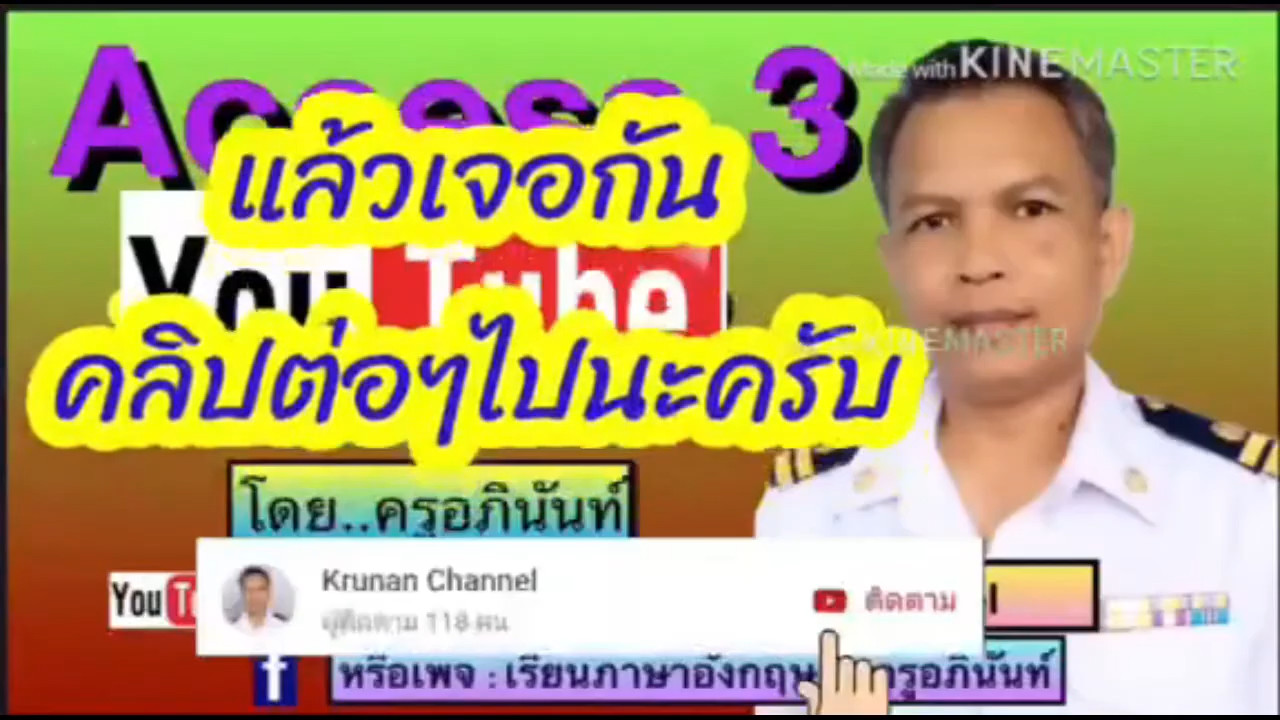 Access 3
Made with KINEMASTER
แล้วเจอกัน
You Tube
คลิปต่อๆไปนะครับ
KINEMASTER
โดย..ครูอภินันท์
Krunan Channel
ผู้ติดตาม 118 คน
ติดตาม
You
f
หรือเพจ : เรียนภาษาอังกฤษ
ครูอภินันท์